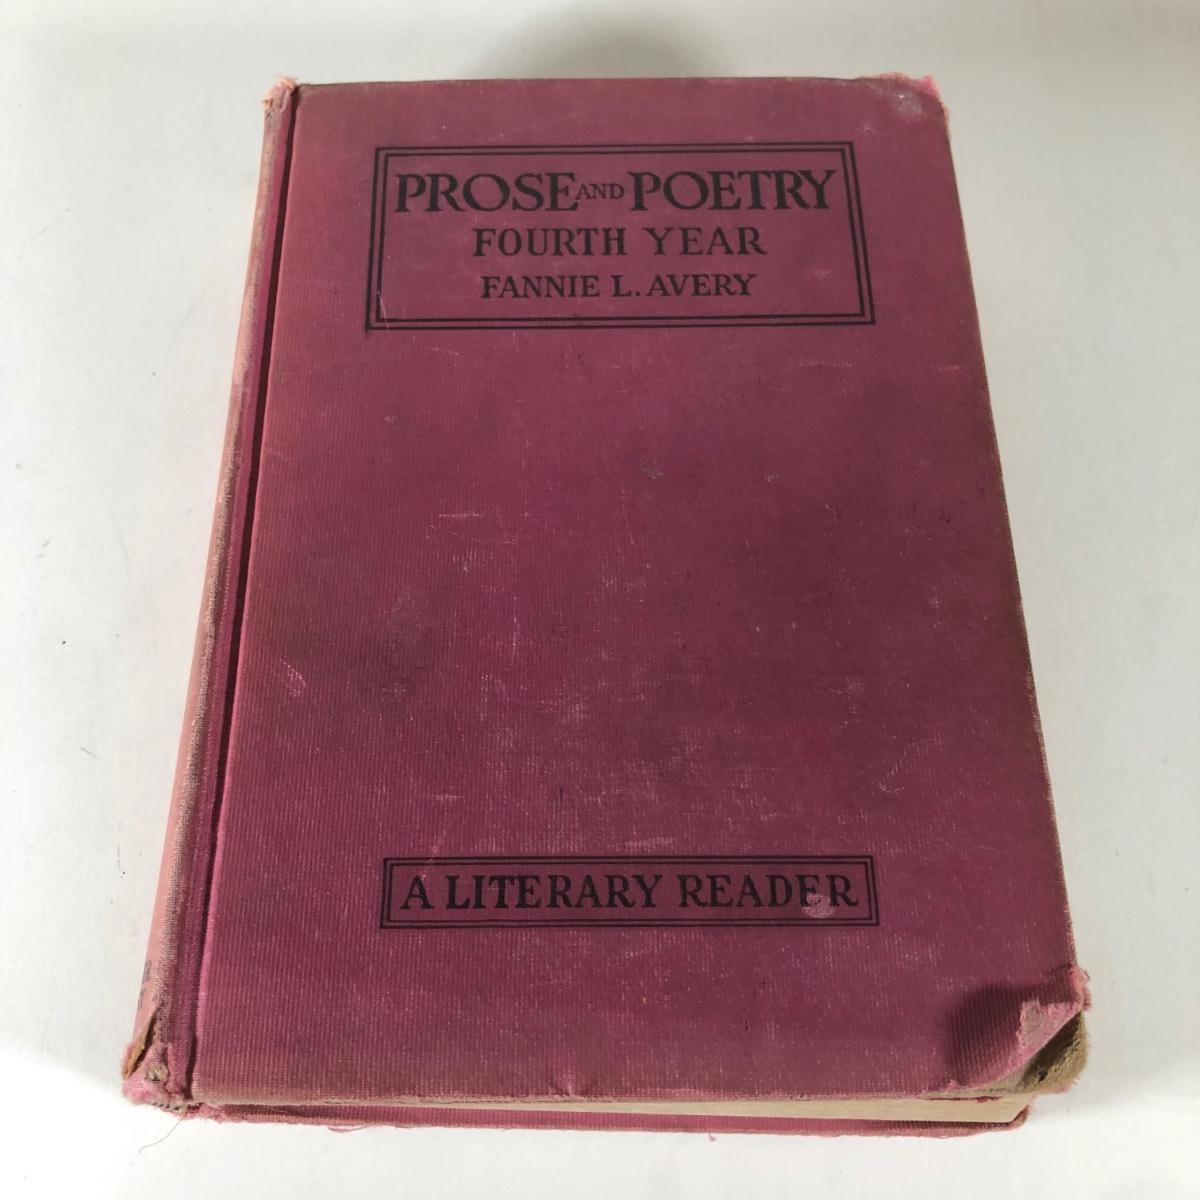 PROSE AND POETRY
FOURTH YEAR
FANNIE L. AVERY
A LITERARY READER